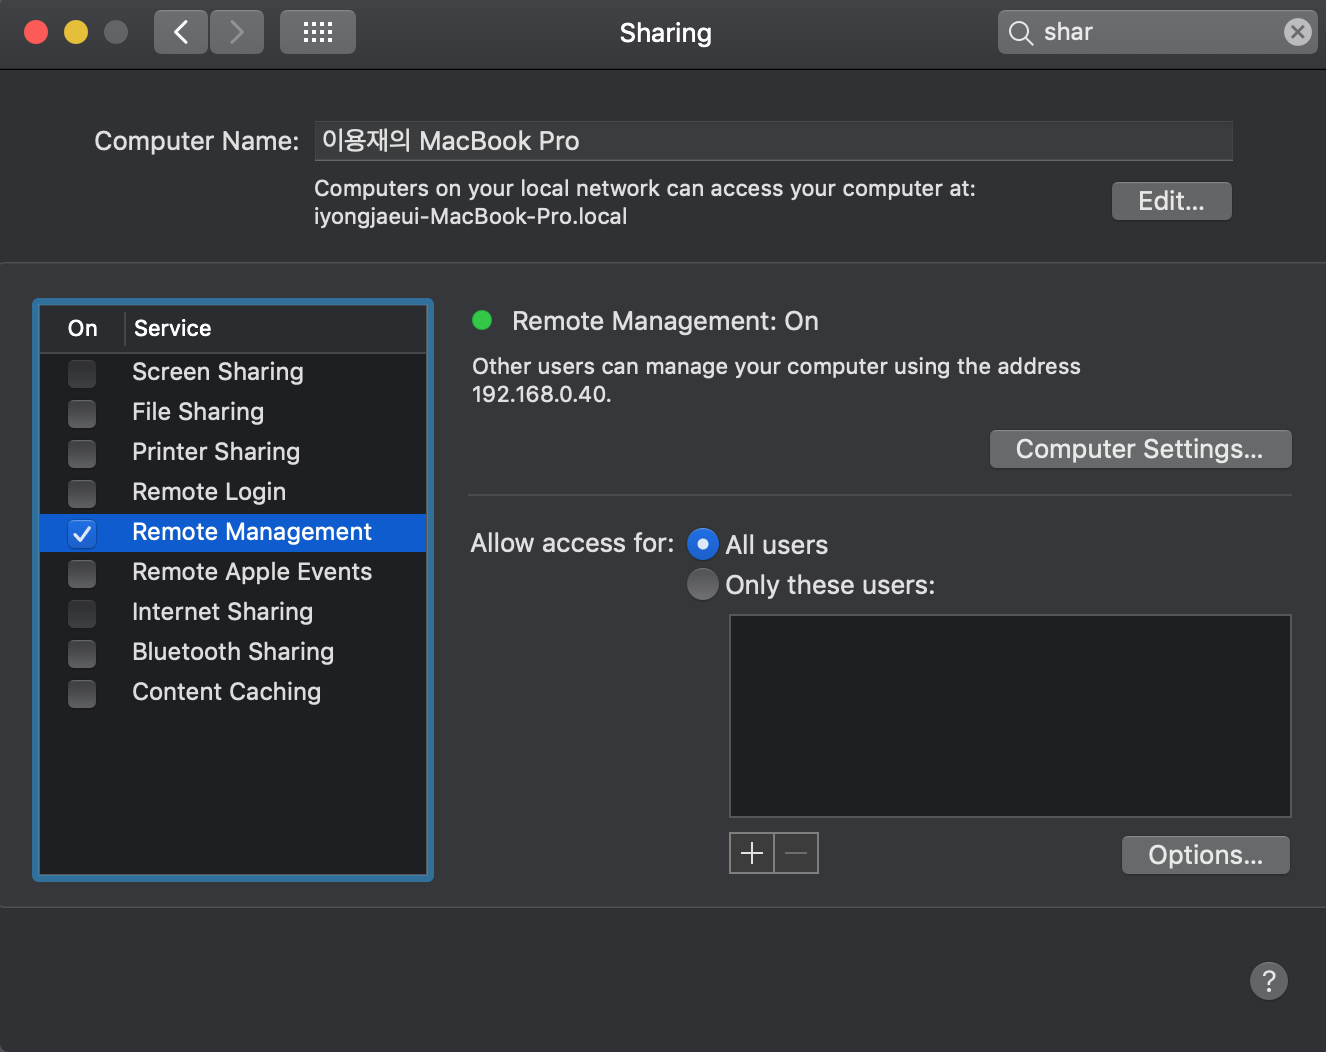 Sharing
shar
Computer Name: 이용재의 MacBook Pro
Computers on your local network can access your computer at:
iyongjaeui-MacBook-Pro.local
Edit...
On Service
Screen Sharing
File Sharing
Printer Sharing
Remote Login
Remote Management
Remote Apple Events
Internet Sharing
Bluetooth Sharing
Content Caching
Remote Management: On
Other users can manage your computer using the address
192.168.0.40.
Computer Settings...
Allow access for: All users
Only these users:
Options...
?